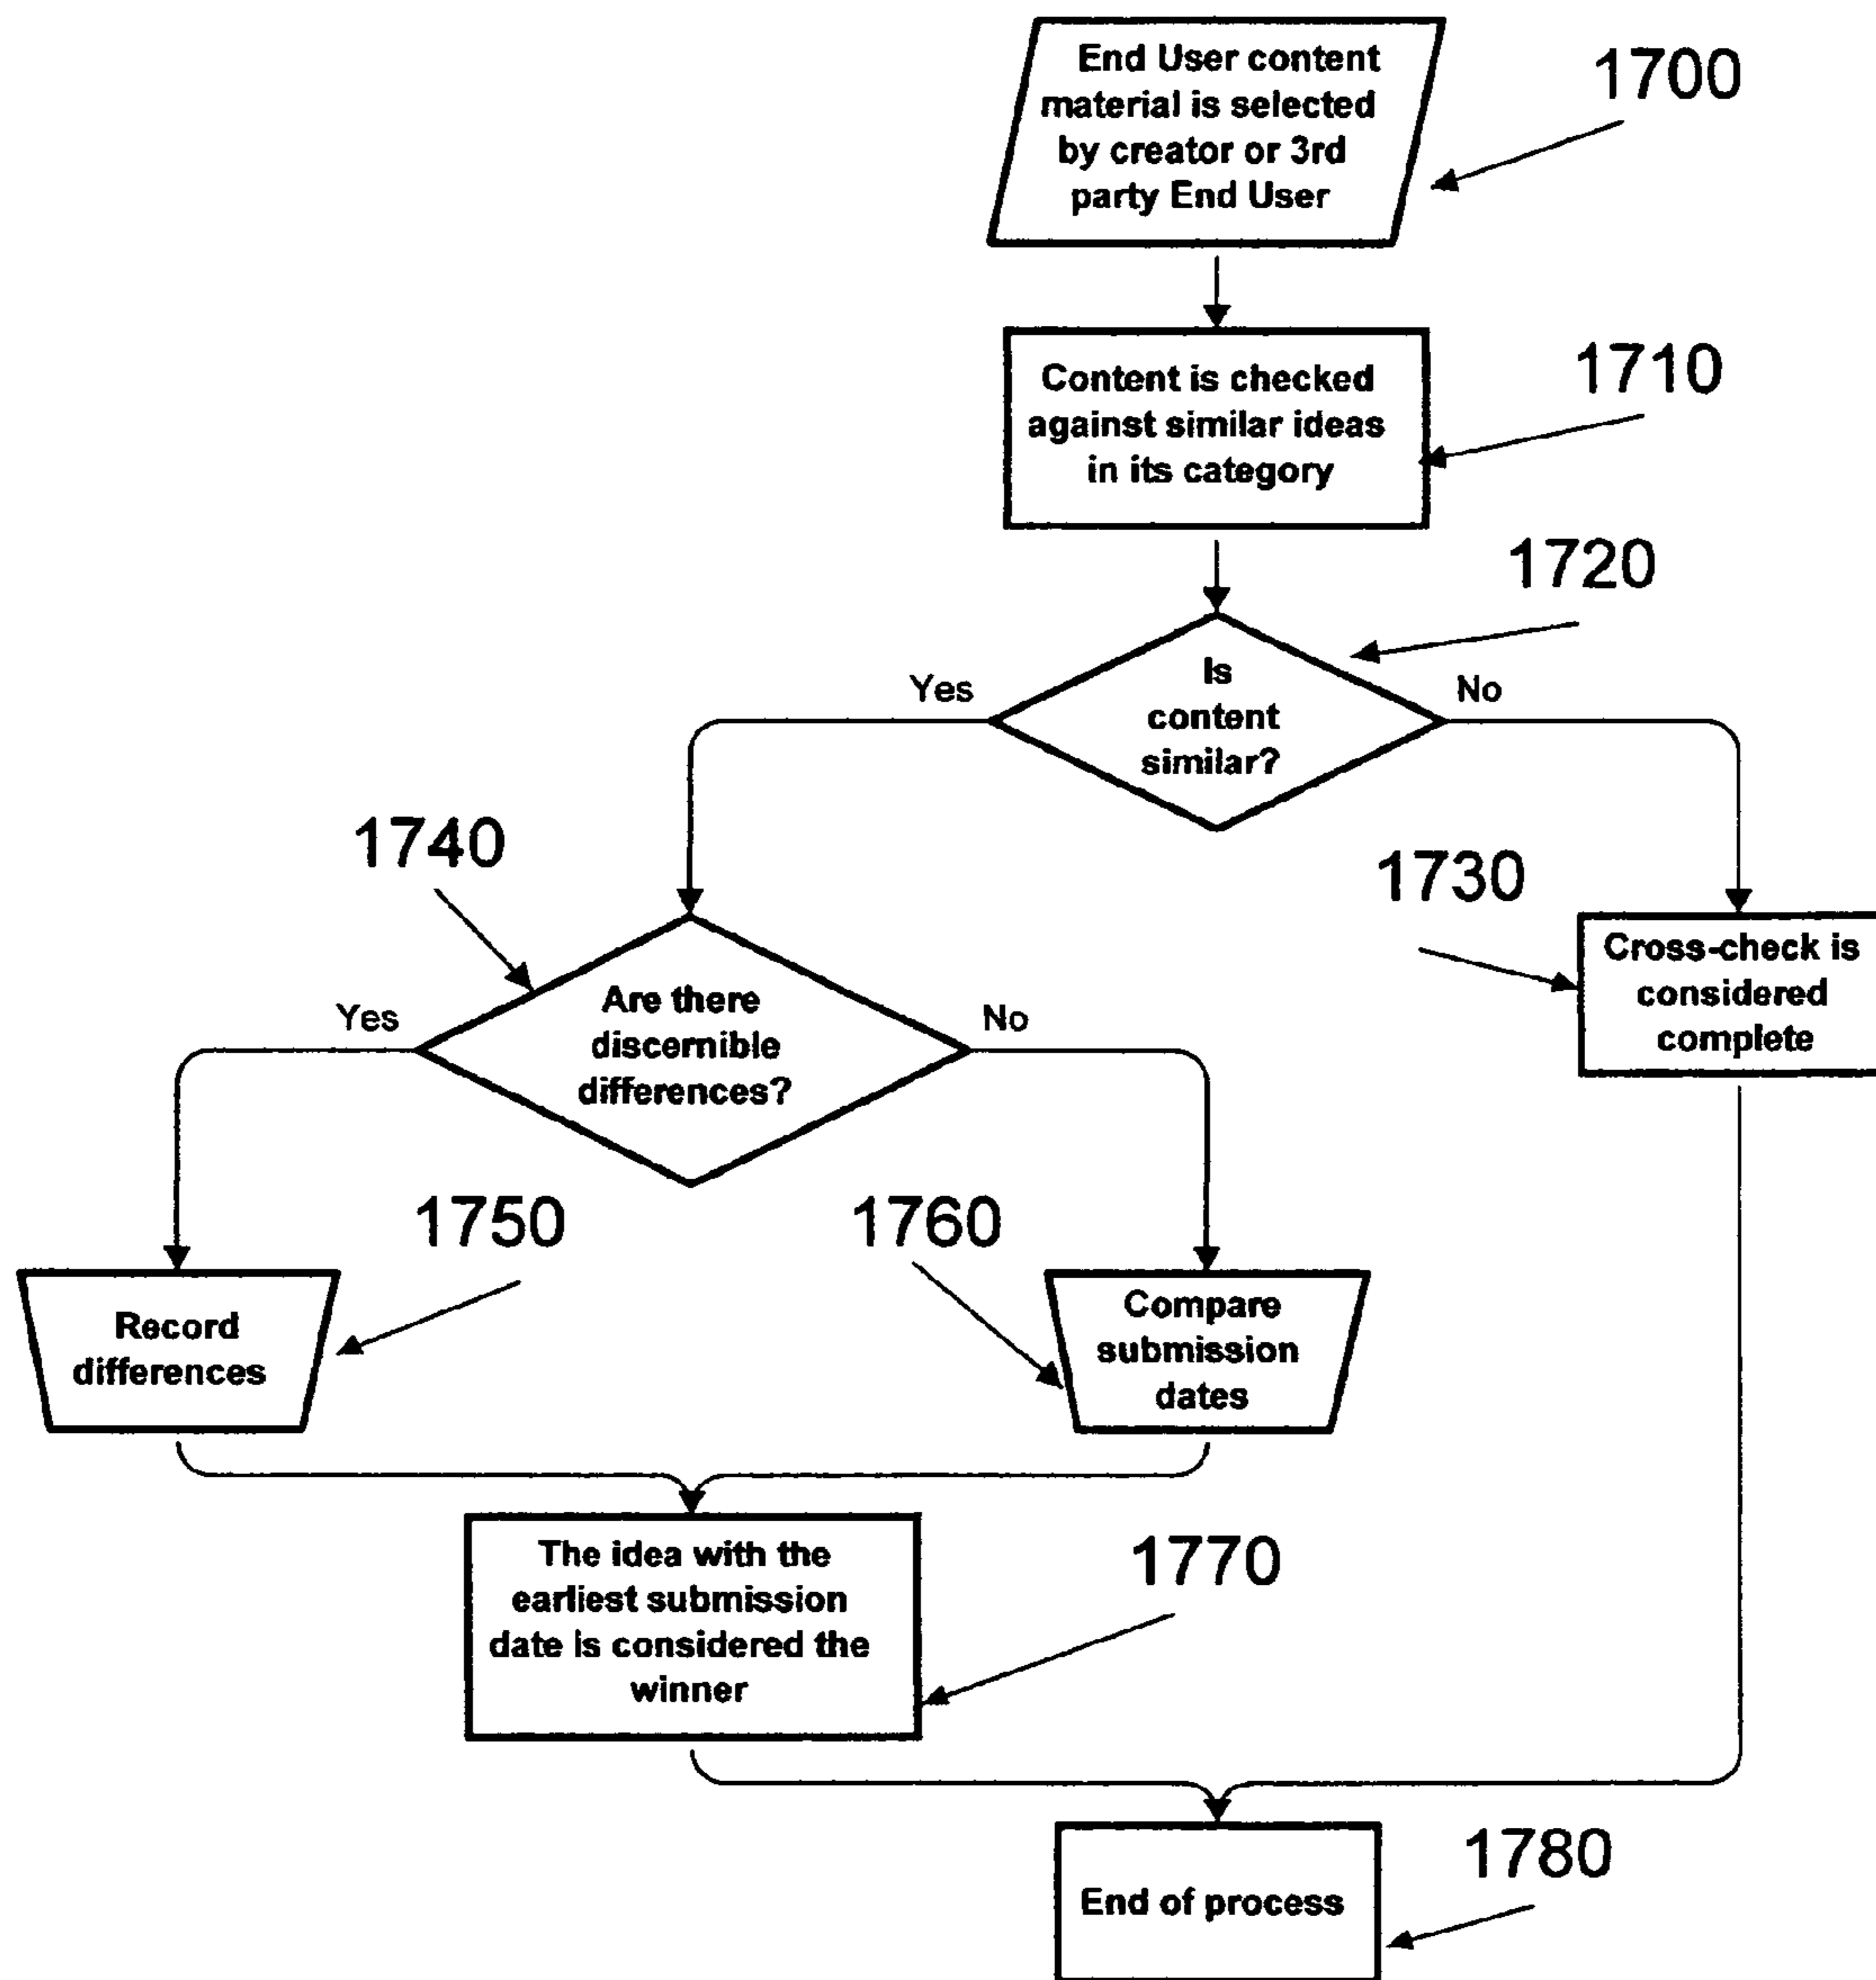 End User content
material is selected
by creator or 3rd
party End User
1700
Content is checked
against similar ideas
in its category
1710
1720
Is
content
similar?
Yes
No
1740
1730
Are there
discernible
differences?
Yes
No
Cross-check is
considered
complete
1750
1760
Record
differences
Compare
submission
dates
The idea with the
earliest submission
date is considered the
winner
1770
End of process
1780